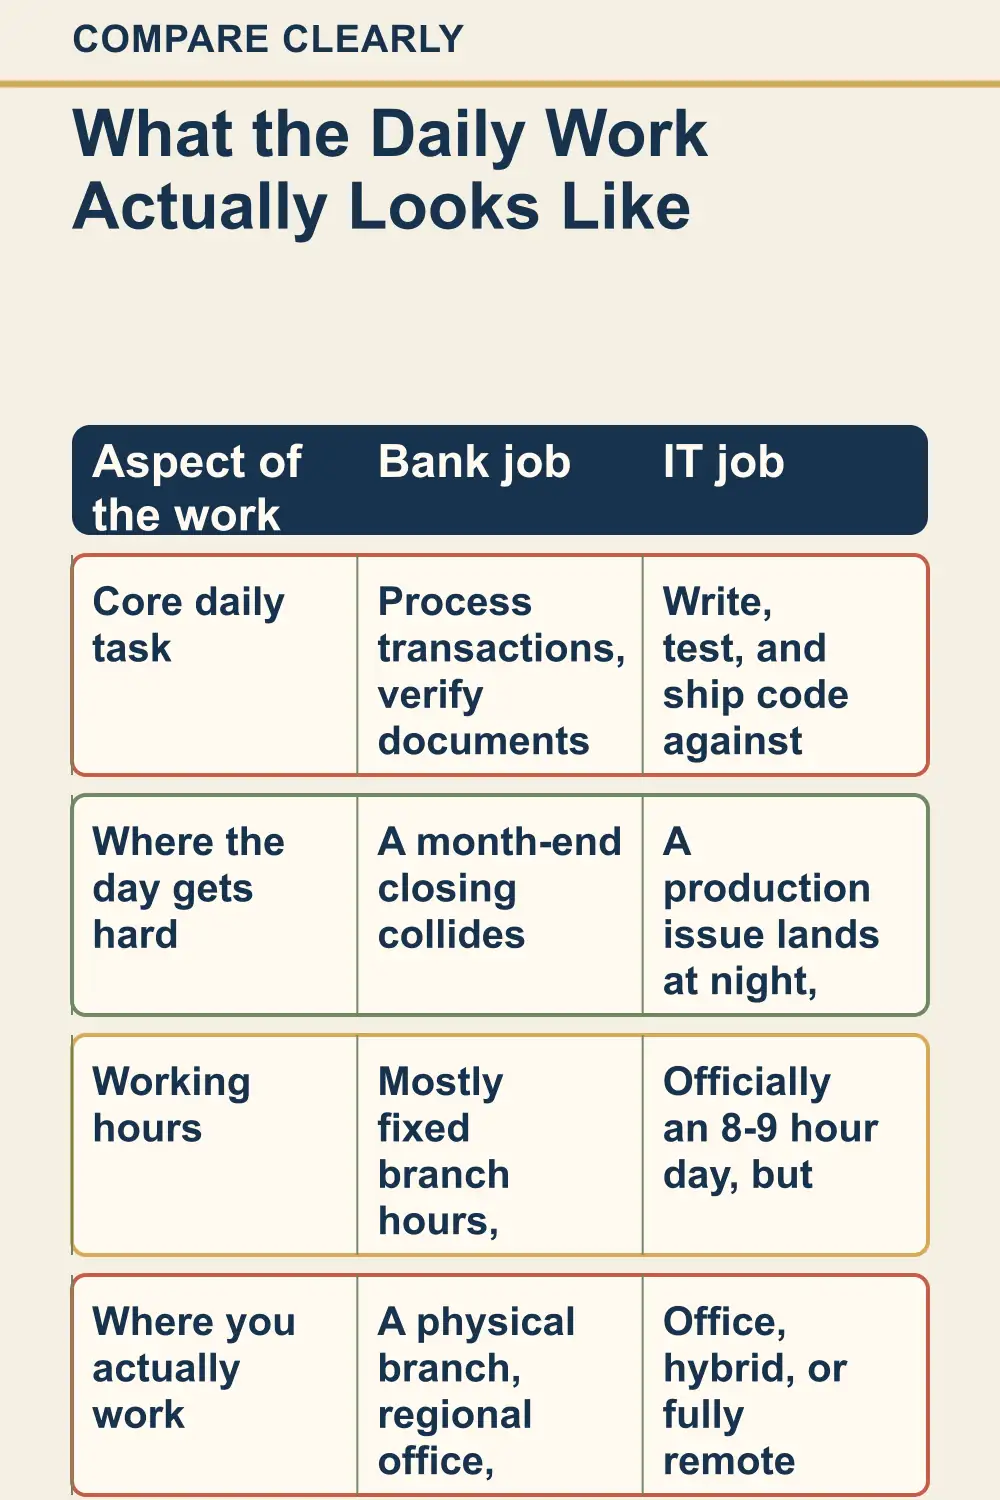 COMPARE CLEARLY
What the Daily Work
Actually Looks Like
Aspect of
the work
Bank job
IT job
Core daily
task
Process
transactions,
verify
documents
Write,
test, and
ship code
against
Where the
day gets
hard
A month-end
closing
collides
A
production
issue lands
at night,
Working
hours
Mostly
fixed
branch
hours,
Officially
an 8-9 hour
day, but
Where you
actually
work
A physical
branch,
regional
office,
Office,
hybrid, or
fully
remote